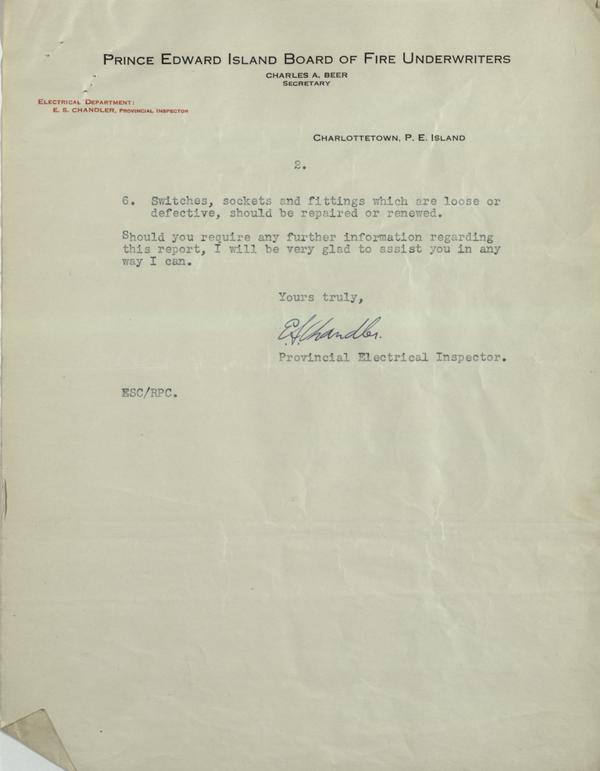 PRINCE EDWARD ISLAND BOARD OF FIRE UNDERWRITERS
CHARLES A. BEER
SECRETARY
ELECTRICAL DEPARTMENT:
E. S. CHANDLER, PROVINCIAL INSPECTOR
CHARLOTTETOWN, P. E. ISLAND
2.
6. Switches, sockets and fittings which are loose or
defective, should be repaired or renewed.
Should you require any further information regarding
this report, I will be very glad to assist you in any
way I can.
Yours truly,
E.S. Chandler.
Provincial Electrical Inspector.
ESC/RPC.